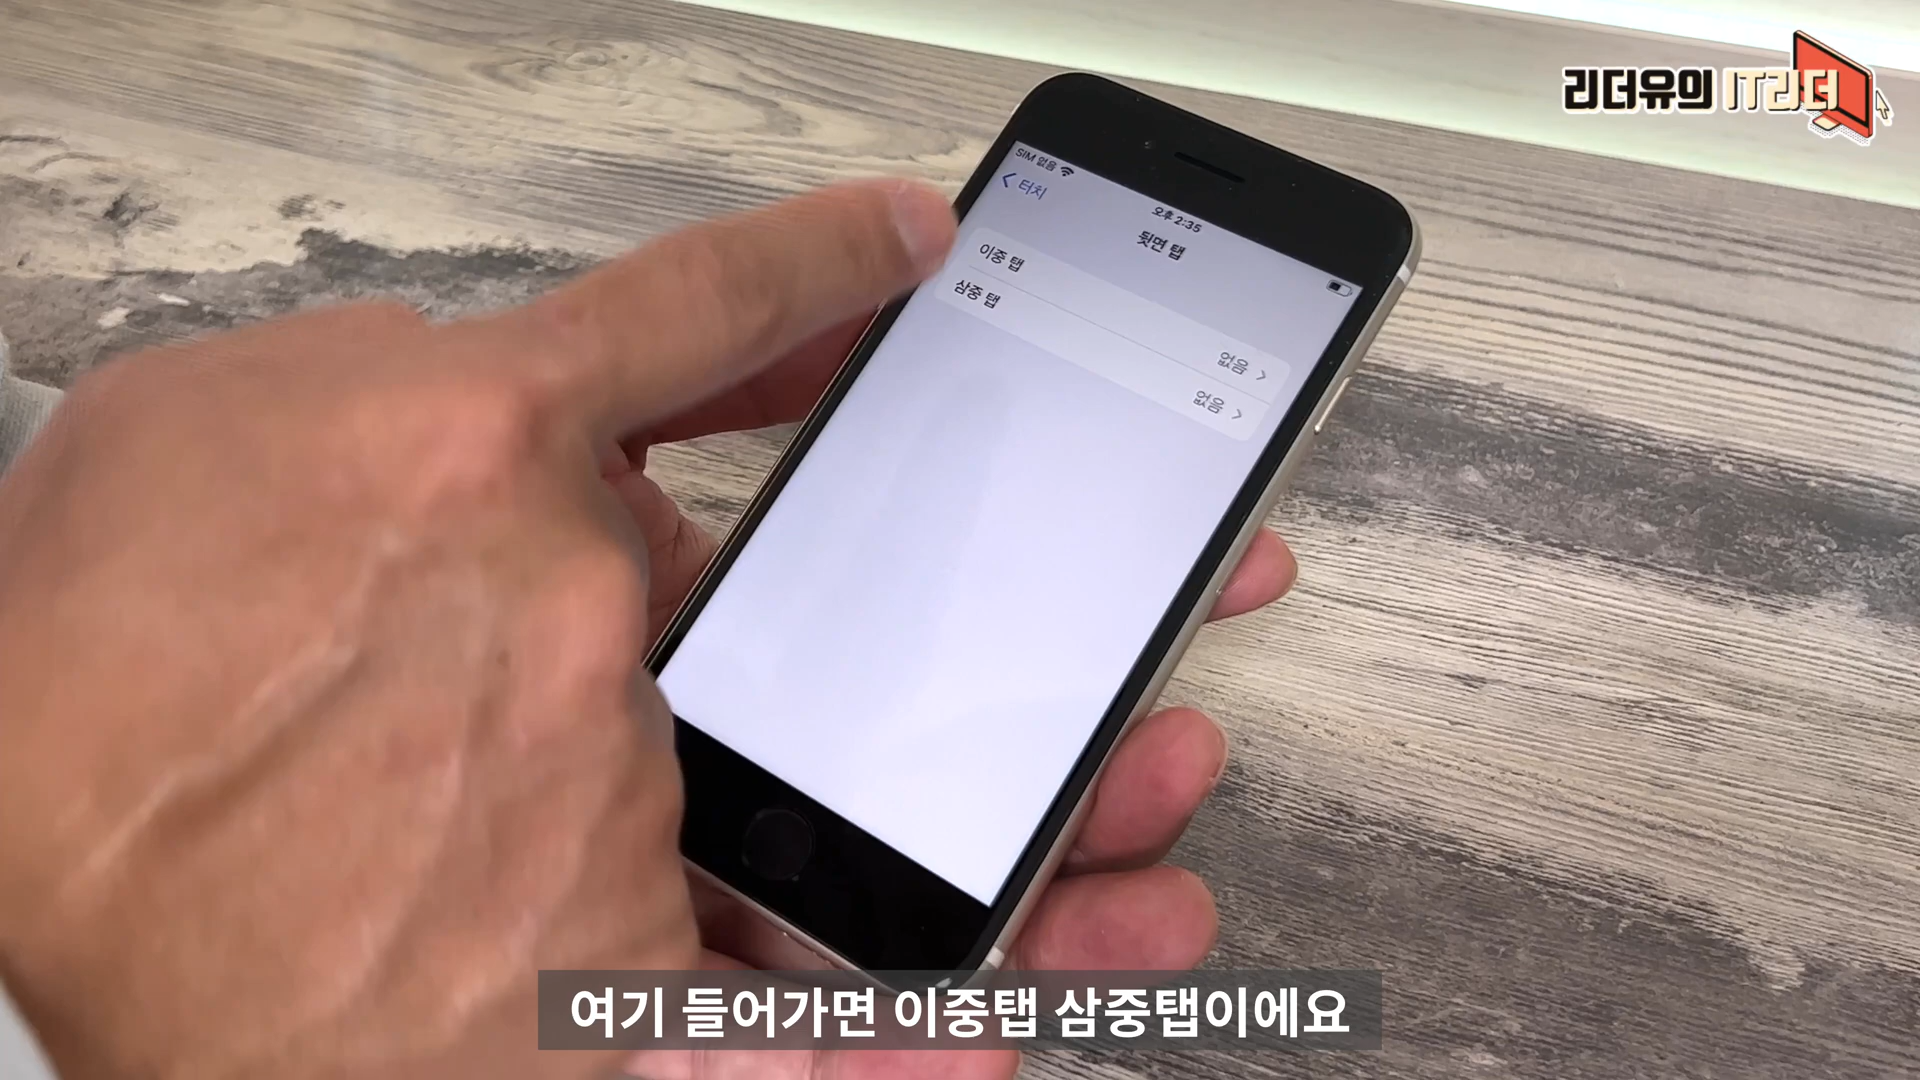 리더유의 IT리더
SIM 없음
오후 2:35
터치
뒷면 탭
이중 탭
없음
삼중 탭
없음
여기 들어가면 이중탭 삼중탭이에요